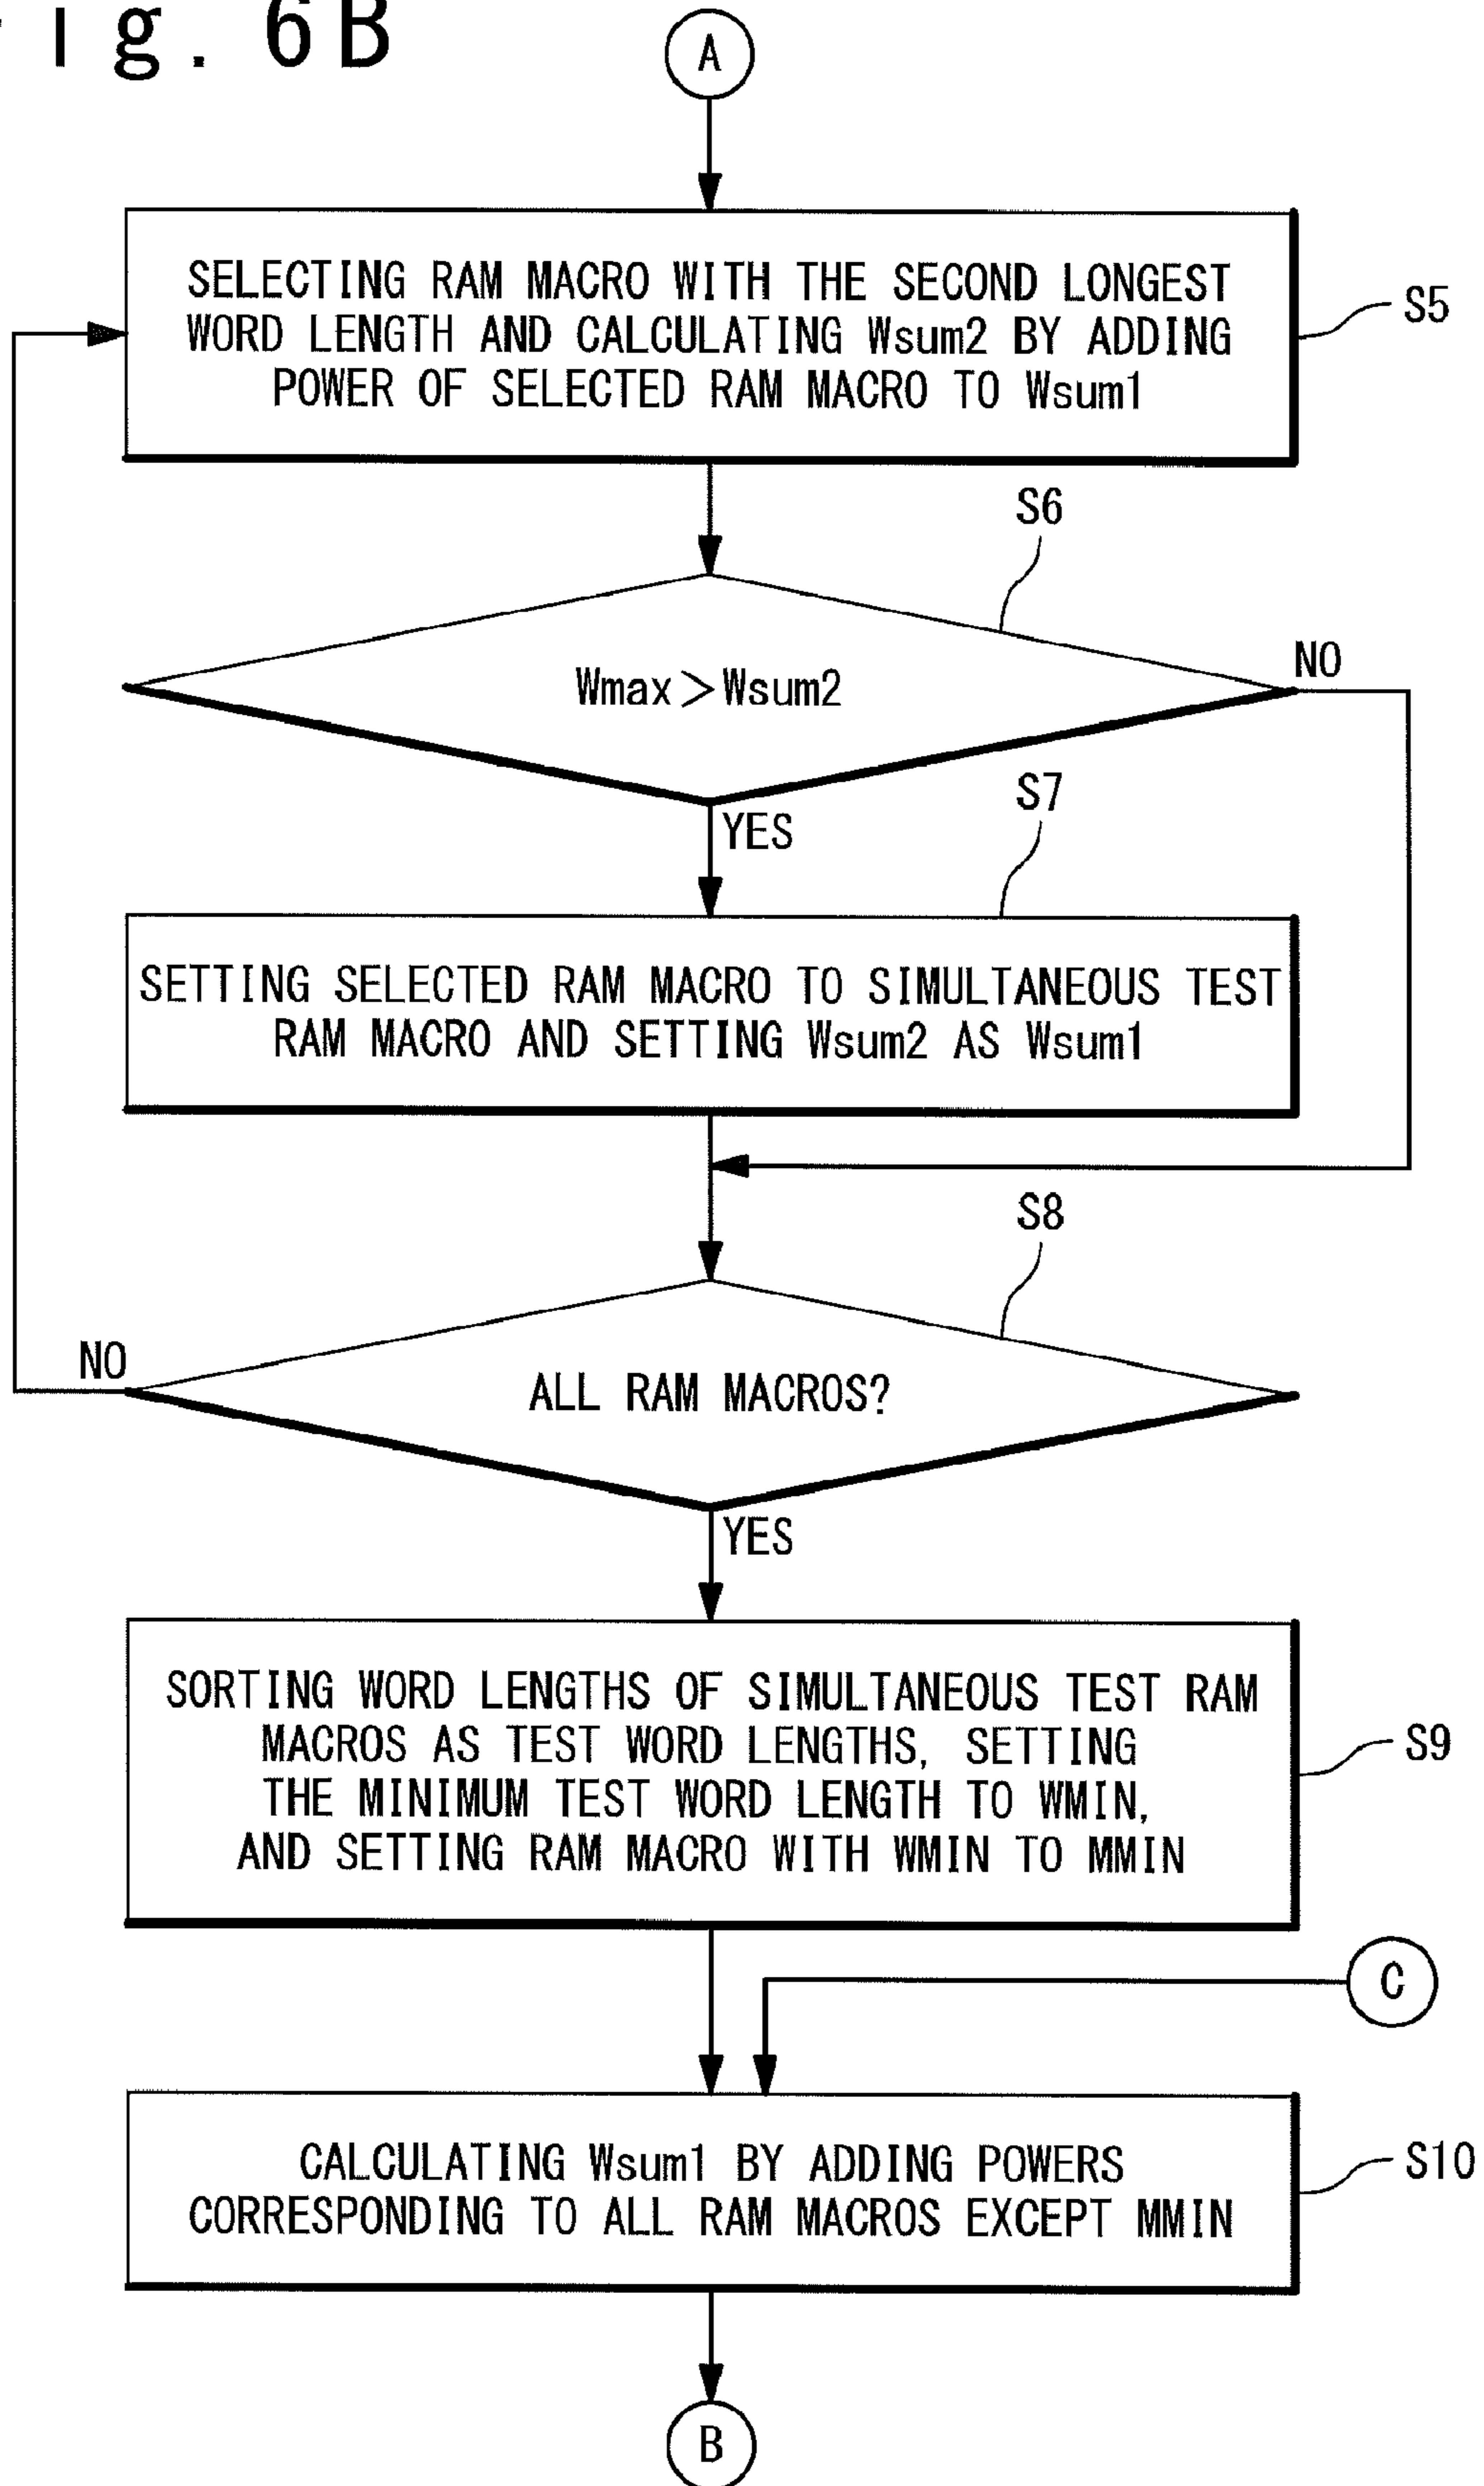 ig. 6B
A
SELECTING RAM MACRO WITH THE SECOND LONGEST
WORD LENGTH AND CALCULATING Wsum2 BY ADDING
POWER OF SELECTED RAM MACRO TO Wsum1
S5
S6
Wmax>Wsum2
NO
YES
S7
SETTING SELECTED RAM MACRO TO SIMULTANEOUS TEST
RAM MACRO AND SETTING Wsum2 AS Wsum1
S8
ALL RAM MACROS?
NO
YES
SORTING WORD LENGTHS OF SIMULTANEOUS TEST RAM
MACROS AS TEST WORD LENGTHS, SETTING
THE MINIMUM TEST WORD LENGTH TO WMIN,
AND SETTING RAM MACRO WITH WMIN TO MMIN
S9
C
CALCULATING Wsum1 BY ADDING POWERS
CORRESPONDING TO ALL RAM MACROS EXCEPT MMIN
S10
B